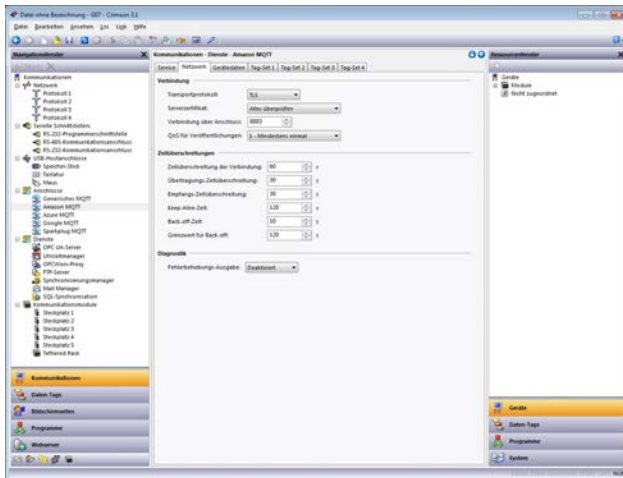 Datei ohne Bezeichnung - G07 - Crimson 3.1
Datei Bearbeiten Ansehen Los Link Hilfe
Navigationsfenster
Kommunikationen
Netzwerk
Protokoll 1
Protokoll 2
Protokoll 3
Protokoll 4
Serielle Schnittstellen
RS-232-Programmierschnittstelle
RS-485-Kommunikationsanschluss
RS-232-Kommunikationsanschluss
USB-Hostanschlüsse
Speicher-Stick
Tastatur
Maus
Anschlüsse
Generisches MQTT
Amazon MQTT
Azure MQTT
Google MQTT
Sparkplug MQTT
Dienste
OPC UA-Server
Uhrzeitmanager
OPCWorx-Proxy
FTP-Server
Synchronisierungsmanager
Mail Manager
SQL-Synchronisation
Kommunikationsmodule
Steckplatz 1
Steckplatz 2
Steckplatz 3
Steckplatz 4
Steckplatz 5
Tethered Rack
Kommunikationen
Daten-Tags
Bildschirmseiten
Programme
Webserver
Kommunikationen - Dienste - Amazon MQTT
Service Netzwerk Gerätedaten Tag-Set 1 Tag-Set 2 Tag-Set 3 Tag-Set 4
Verbindung
Transportprotokoll: TLS
Serverzertifikat: Alles überprüfen
Verbindung über Anschluss: 8883
QoS für Veröffentlichungen: 1 - Mindestens einmal
Zeitüberschreitungen
Zeitüberschreitung der Verbindung: 60 s
Übertragungs-Zeitüberschreitung: 30 s
Empfangs-Zeitüberschreitung: 30 s
Keep-Alive-Zeit: 120 s
Back-off-Zeit: 10 s
Grenzwert für Back-off: 120 s
Diagnostik
Fehlerbehebungs-Ausgabe: Deaktiviert
Ressourcenfenster
Geräte
Module
Nicht zugeordnet
Geräte
Daten-Tags
Programme
System